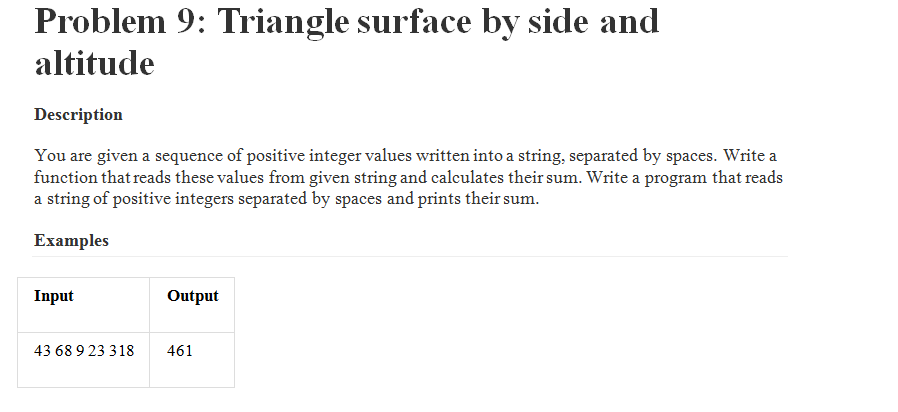 Problem 9: Triangle surface by side and
altitude
Description
You are given a sequence of positive integer values written into a string, separated by spaces. Write a
function that reads these values from given string and calculates their sum. Write a program that reads
a string of positive integers separated by spaces and prints their sum.
Examples
Input Output
43 68 9 23 318 461